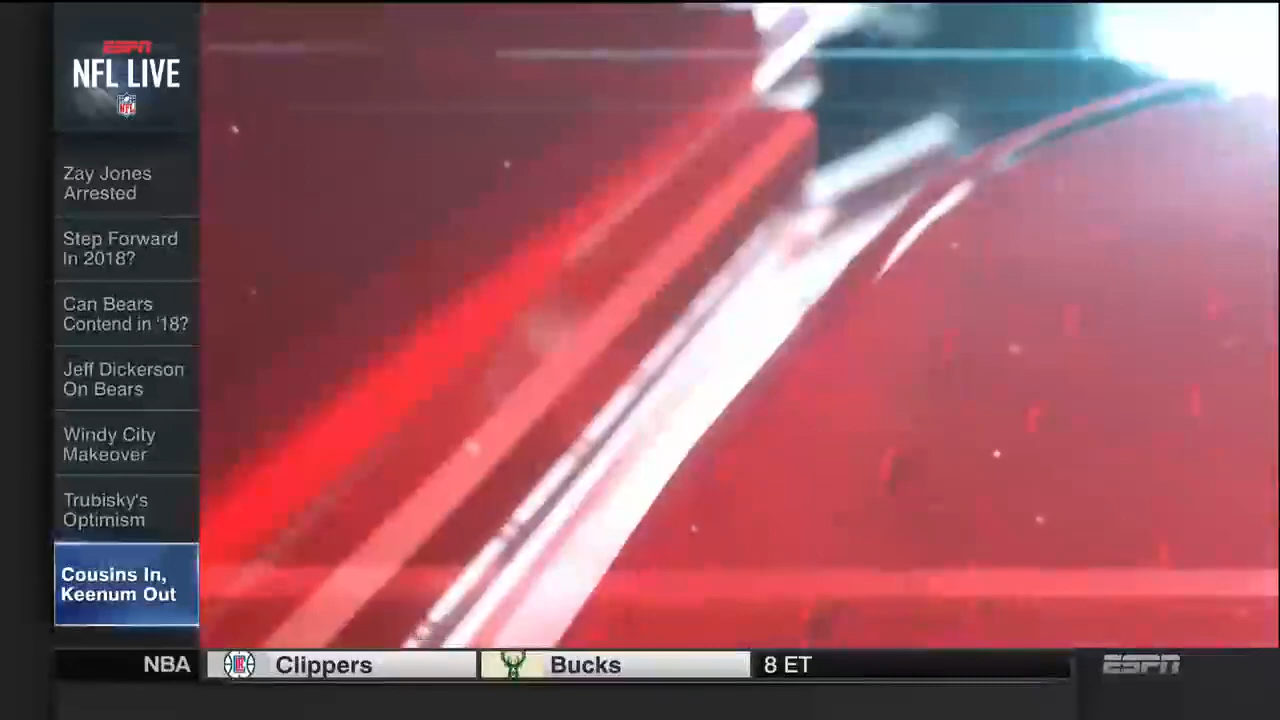 ESPN
NFL LIVE
NFL
Zay Jones
Arrested
Step Forward
In 2018?
Can Bears
Contend in '18?
Jeff Dickerson
On Bears
Windy City
Makeover
Trubisky's
Optimism
Cousins In,
Keenum Out
NBA Clippers Bucks 8 ET ESPN